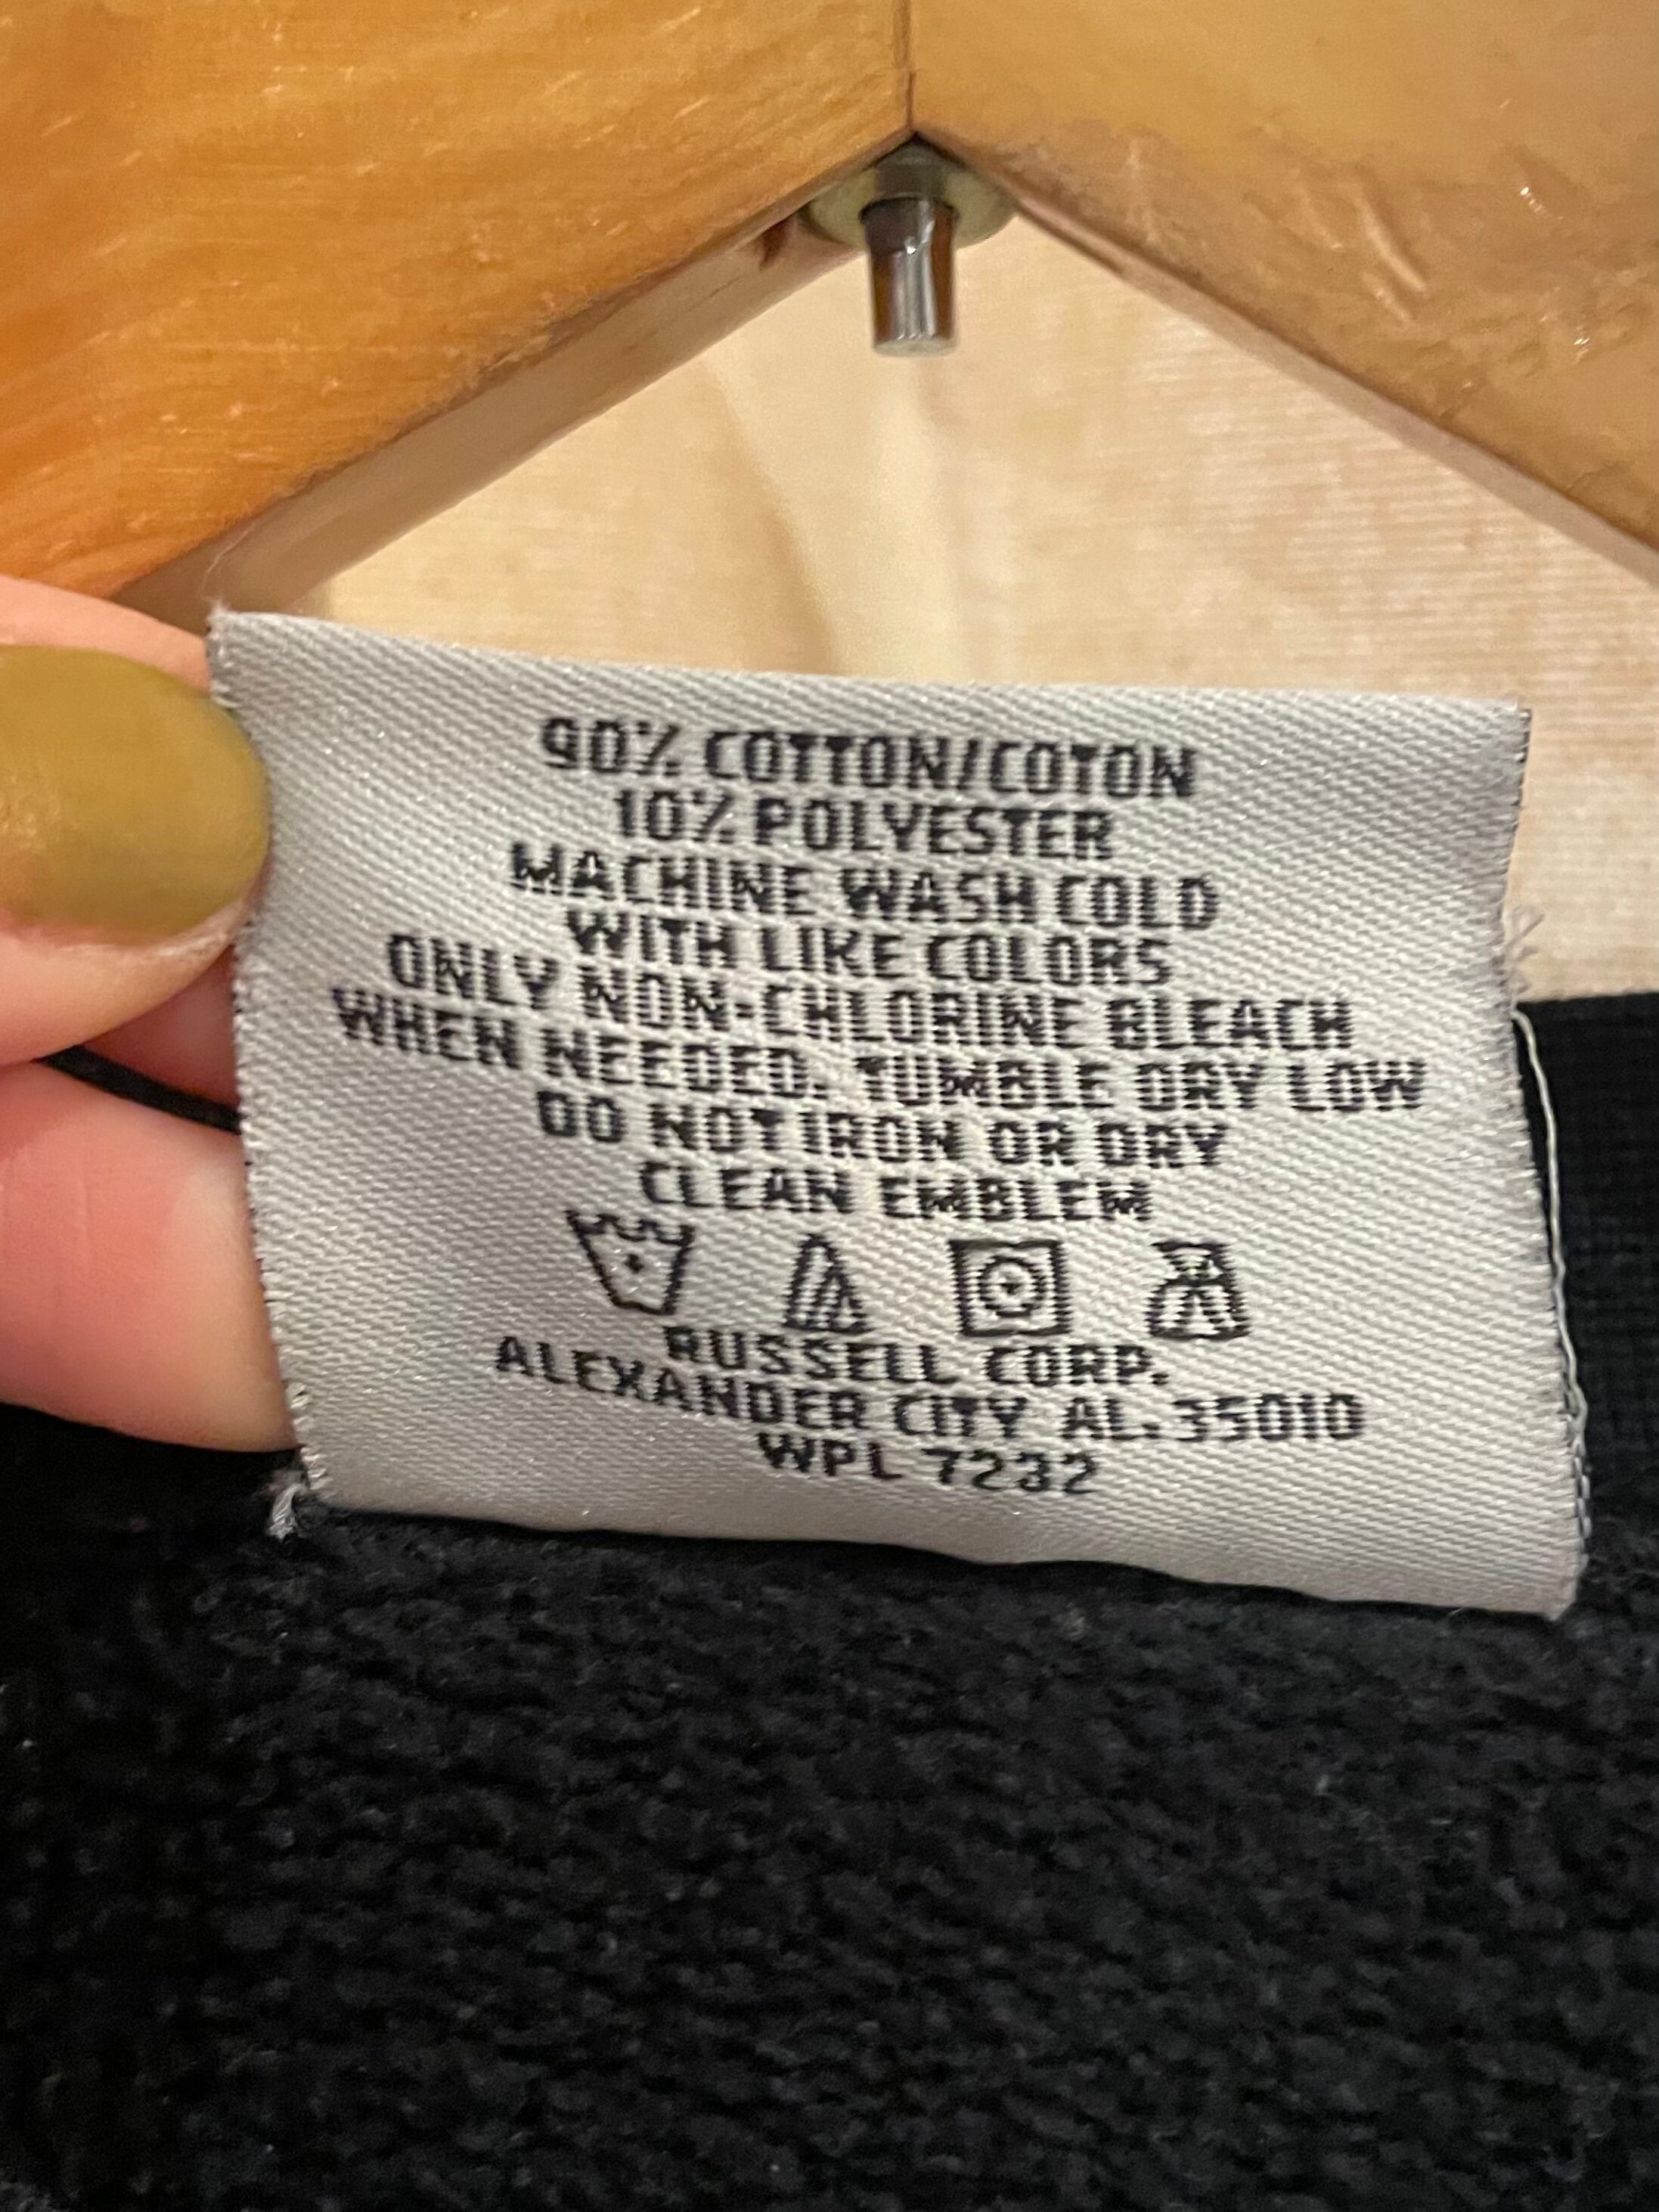 90% COTTON/COTON
10% POLYESTER
MACHINE WASH COLD
WITH LIKE COLORS
ONLY NON-CHLORINE BLEACH
WHEN NEEDED. TUMBLE DRY LOW
DO NOT IRON OR DRY
CLEAN EMBLEM
RUSSELL CORP.
ALEXANDER CITY AL. 35010
WPL 7232